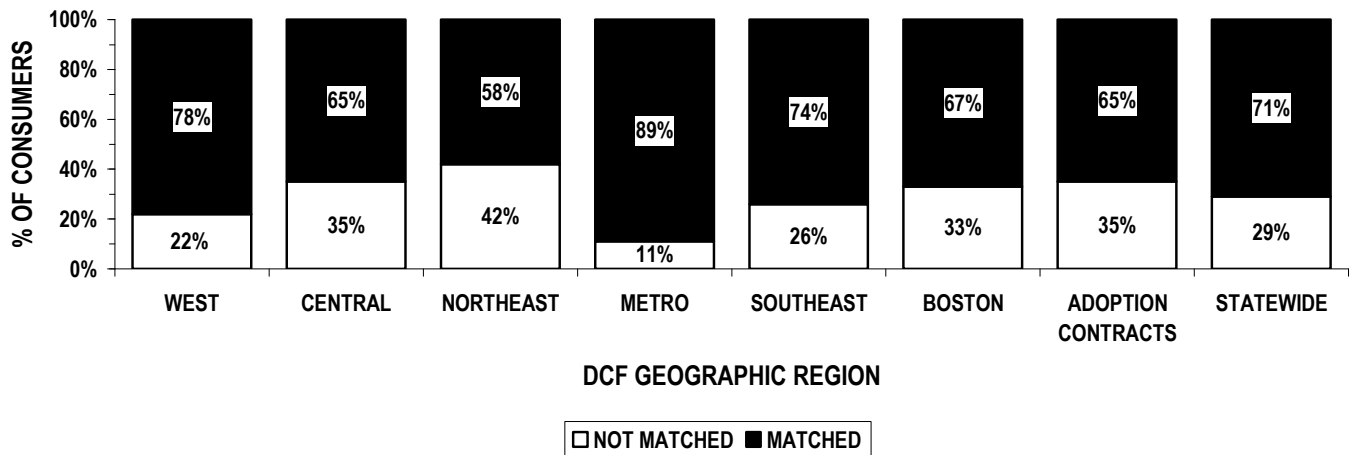 100%
80%
60%
40%
20%
0%
% OF CONSUMERS
78% 65% 58% 89% 74% 67% 65% 71%
22% 35% 42% 11% 26% 33% 35% 29%
WEST CENTRAL NORTHEAST METRO SOUTHEAST BOSTON ADOPTION CONTRACTS STATEWIDE
DCF GEOGRAPHIC REGION
NOT MATCHED MATCHED